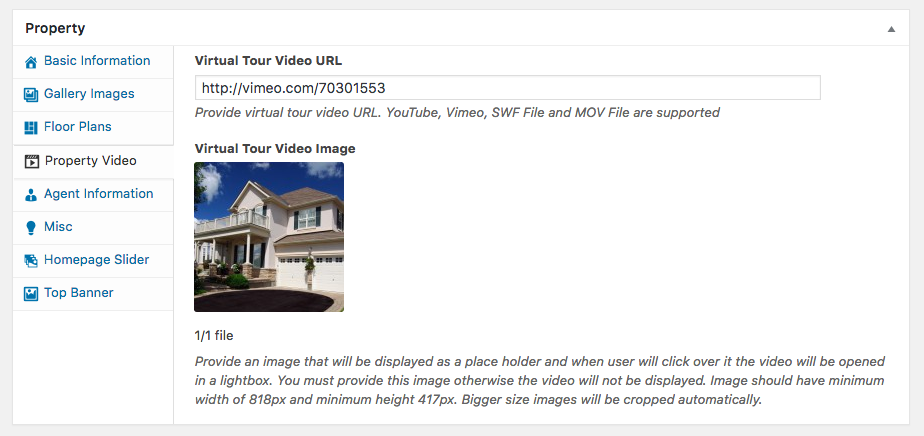 Property
Basic Information
Gallery Images
Floor Plans
Property Video
Agent Information
Misc
Homepage Slider
Top Banner
Virtual Tour Video URL
http://vimeo.com/70301553
Provide virtual tour video URL. YouTube, Vimeo, SWF File and MOV File are supported
Virtual Tour Video Image
1/1 file
Provide an image that will be displayed as a place holder and when user will click over it the video will be opened
in a lightbox. You must provide this image otherwise the video will not be displayed. Image should have minimum
width of 818px and minimum height 417px. Bigger size images will be cropped automatically.